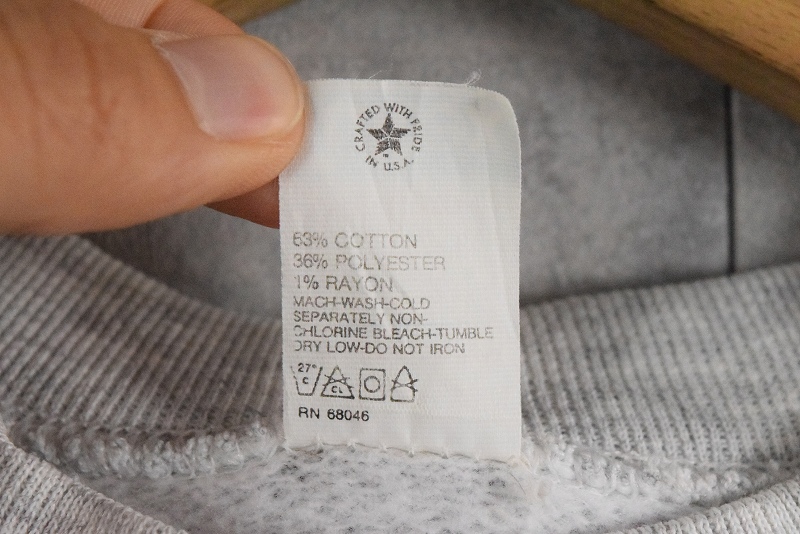 CRAFTED WITH PRIDE
IN U.S.A.
63% COTTON
36% POLYESTER
1% RAYON
MACH-WASH-COLD
SEPARATELY NON-
CHLORINE BLEACH-TUMBLE
DRY LOW-DO NOT IRON
27°
C CL
RN 68046